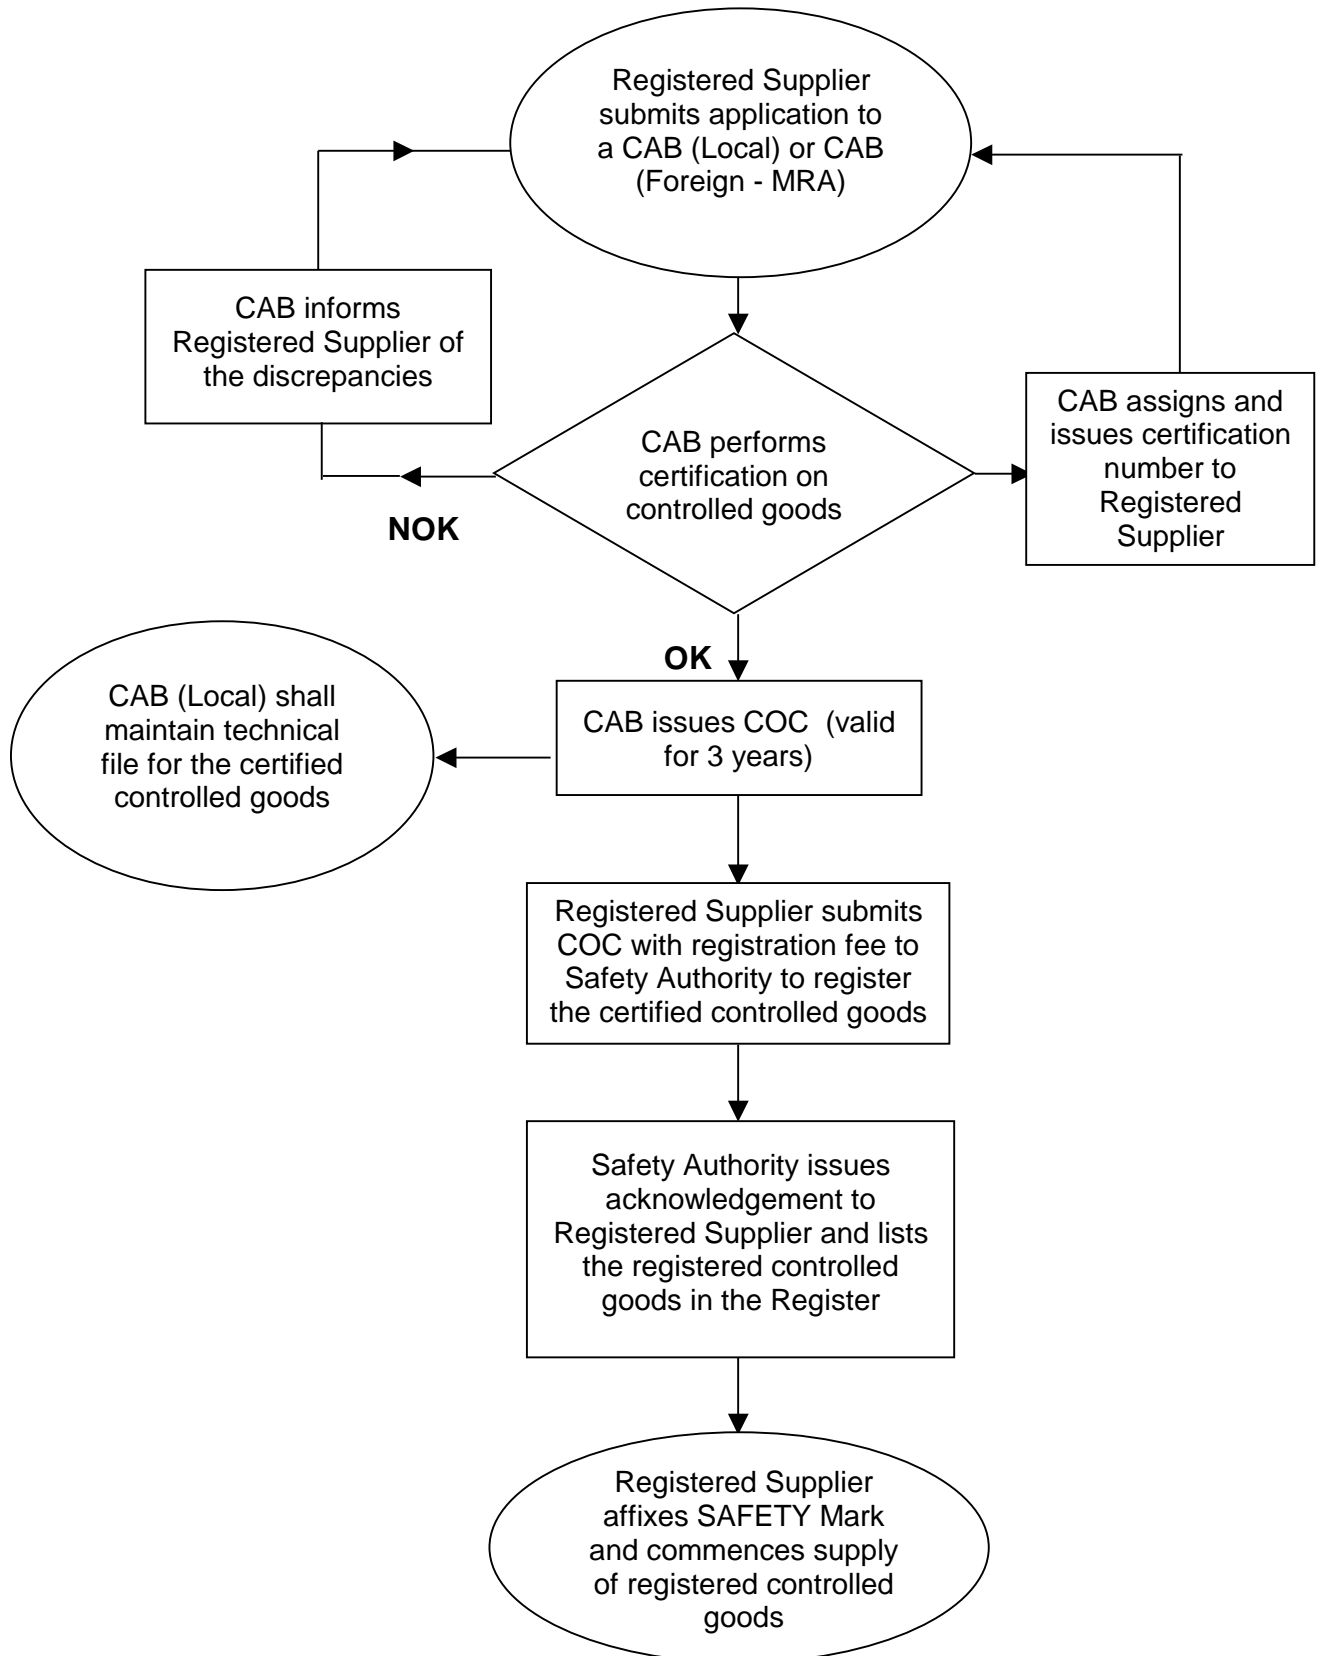 Registered Supplier
submits application to
a CAB (Local) or CAB
(Foreign - MRA)
CAB informs
Registered Supplier of
the discrepancies
CAB performs
certification on
controlled goods
CAB assigns and
issues certification
number to
Registered
Supplier
NOK
OK
CAB (Local) shall
maintain technical
file for the certified
controlled goods
CAB issues COC (valid
for 3 years)
Registered Supplier submits
COC with registration fee to
Safety Authority to register
the certified controlled goods
Safety Authority issues
acknowledgement to
Registered Supplier and lists
the registered controlled
goods in the Register
Registered Supplier
affixes SAFETY Mark
and commences supply
of registered controlled
goods